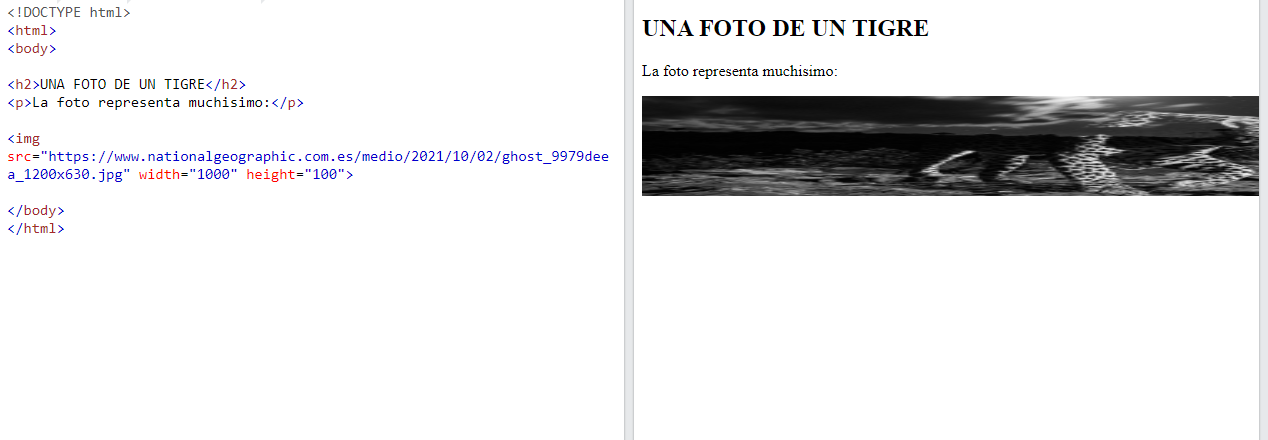 <!DOCTYPE html>
<html>
<body>
<h2>UNA FOTO DE UN TIGRE</h2>
<p>La foto representa muchisimo:</p>
<img
src="https://www.nationalgeographic.com.es/medio/2021/10/02/ghost_9979dee
a_1200x630.jpg" width="1000" height="100">
</body>
</html>
UNA FOTO DE UN TIGRE
La foto representa muchisimo: